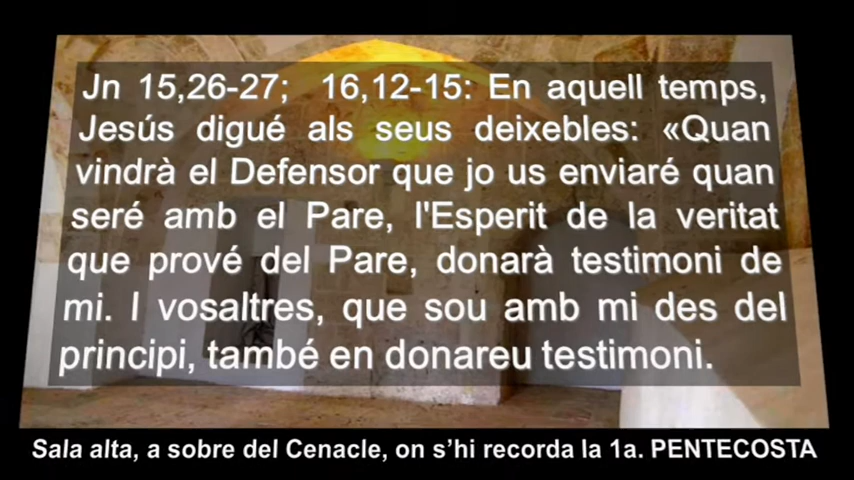 Jn 15,26-27; 16,12-15: En aquell temps,
Jesús digué als seus deixebles: «Quan
vindrà el Defensor que jo us enviaré quan
seré amb el Pare, l'Esperit de la veritat
que prové del Pare, donarà testimoni de
mi. I vosaltres, que sou amb mi des del
principi, també en donareu testimoni.
Sala alta, a sobre del Cenacle, on s’hi recorda la 1a. PENTECOSTA